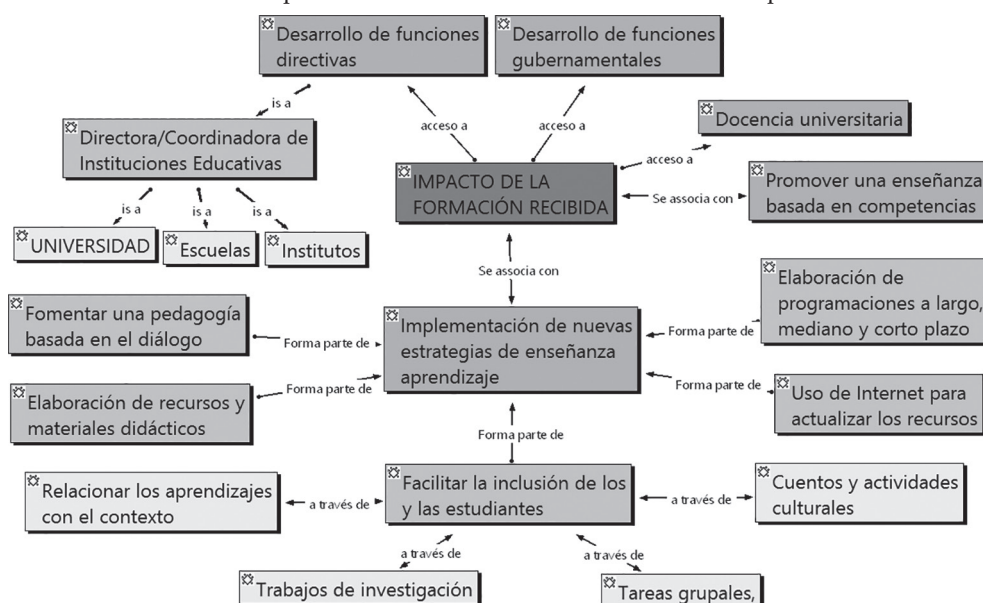 Desarrollo de funciones
directivas
Desarrollo de funciones
gubernamentales
is a
acceso a
acceso a
Docencia universitaria
acceso a
Directora/Coordinadora de
Instituciones Educativas
IMPACTO DE LA
FORMACIÓN RECIBIDA
Se associa con
Promover una enseñanza
basada en competencias
is a
is a
is a
UNIVERSIDAD
Escuelas
Institutos
Se associa con
Elaboración de
programaciones a largo,
mediano y corto plazo
Fomentar una pedagogía
basada en el diálogo
Forma parte de
Implementación de nuevas
estrategias de enseñanza
aprendizaje
Forma parte de
Elaboración de recursos y
materiales didácticos
Forma parte de
Forma parte de
Uso de Internet para
actualizar los recursos
Forma parte de
Relacionar los aprendizajes
con el contexto
a través de
Facilitar la inclusión de los
y las estudiantes
a través de
Cuentos y actividades
culturales
a través de
a través de
Trabajos de investigación
Tareas grupales,